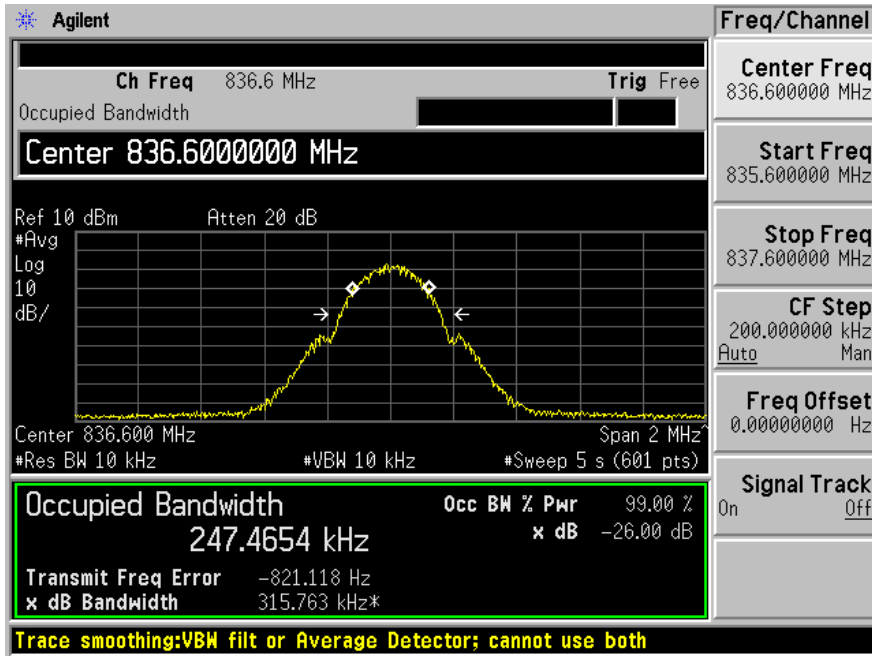 Agilent
Freq/Channel
Ch Freq 836.6 MHz Trig Free
Occupied Bandwidth
Center 836.6000000 MHz
Ref 10 dBm Atten 20 dB
#Avg
Log
10
dB/
Center 836.600 MHz Span 2 MHz^
#Res BW 10 kHz #VBW 10 kHz #Sweep 5 s (601 pts)
Occupied Bandwidth Occ BW % Pwr 99.00 %
247.4654 kHz x dB -26.00 dB
Transmit Freq Error -821.118 Hz
x dB Bandwidth 315.763 kHz*
Trace smoothing:VBW filt or Average Detector; cannot use both
Center Freq
836.600000 MHz
Start Freq
835.600000 MHz
Stop Freq
837.600000 MHz
CF Step
200.000000 kHz
Auto Man
Freq Offset
0.00000000 Hz
Signal Track
On Off